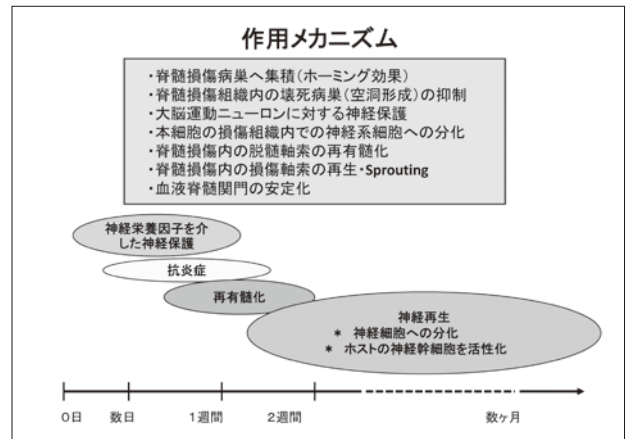 作用メカニズム
・脊髄損傷病巣へ集積(ホーミング効果)
・脊髄損傷組織内の壊死病巣(空洞形成)の抑制
・大脳運動ニューロンに対する神経保護
・本細胞の損傷組織内での神経系細胞への分化
・脊髄損傷内の脱髄軸索の再有髄化
・脊髄損傷内の損傷軸索の再生・Sprouting
・血液脊髄関門の安定化
神経栄養因子を介
した神経保護
抗炎症
再有髄化
神経再生
* 神経細胞への分化
* ホストの神経幹細胞を活性化
0日 数日 1週間 2週間 数ヶ月